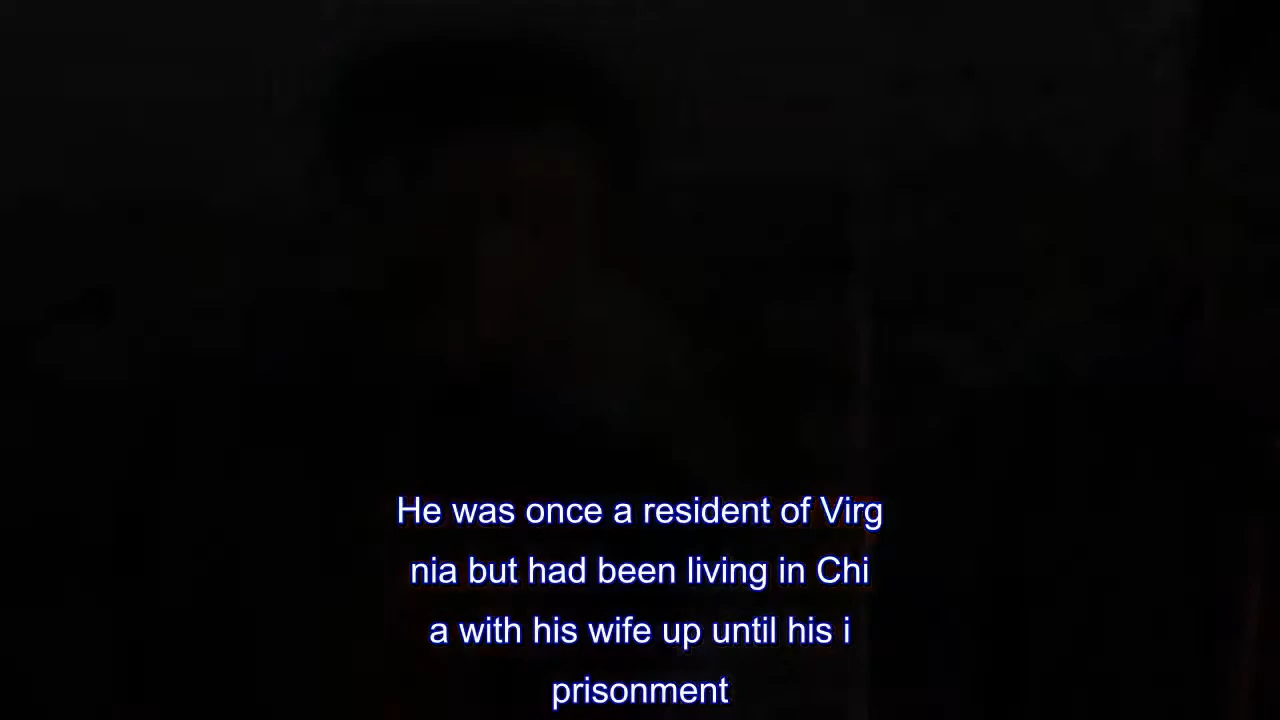 He was once a resident of Virg
nia but had been living in Chi
a with his wife up until his i
prisonment